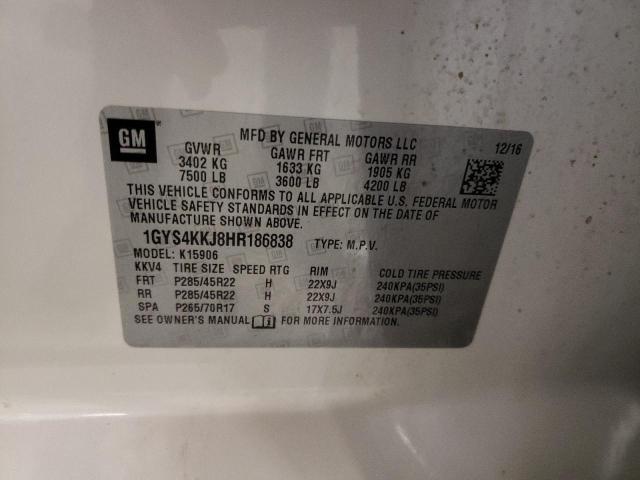 GM
MFD BY GENERAL MOTORS LLC 12/16
GVWR GAWR FRT GAWR RR
3402 KG 1633 KG 1905 KG
7500 LB 3600 LB 4200 LB
THIS VEHICLE CONFORMS TO ALL APPLICABLE U.S. FEDERAL MOTOR
VEHICLE SAFETY STANDARDS IN EFFECT ON THE DATE OF
MANUFACTURE SHOWN ABOVE.
1GYS4KKJ8HR186838 TYPE: M.P.V.
MODEL: K15906
KKV4 TIRE SIZE SPEED RTG RIM COLD TIRE PRESSURE
FRT P285/45R22 H 22X9J 240KPA(35PSI)
RR P285/45R22 H 22X9J 240KPA(35PSI)
SPA P265/70R17 S 17X7.5J 240KPA(35PSI)
SEE OWNER'S MANUAL FOR MORE INFORMATION.